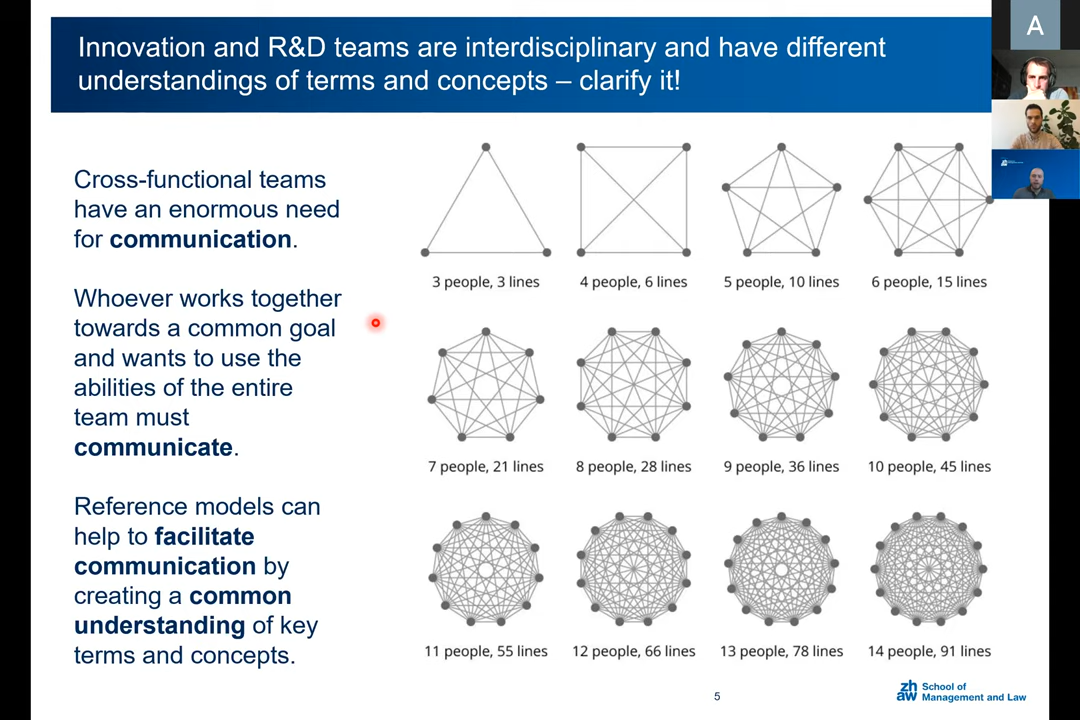 Innovation and R&D teams are interdisciplinary and have different
understandings of terms and concepts – clarify it!
A
Cross-functional teams
have an enormous need
for communication.
Whoever works together
towards a common goal
and wants to use the
abilities of the entire
team must
communicate.
Reference models can
help to facilitate
communication by
creating a common
understanding of key
terms and concepts.
3 people, 3 lines
4 people, 6 lines
5 people, 10 lines
6 people, 15 lines
7 people, 21 lines
8 people, 28 lines
9 people, 36 lines
10 people, 45 lines
11 people, 55 lines
12 people, 66 lines
13 people, 78 lines
14 people, 91 lines
5
zh
aw
School of
Management and Law